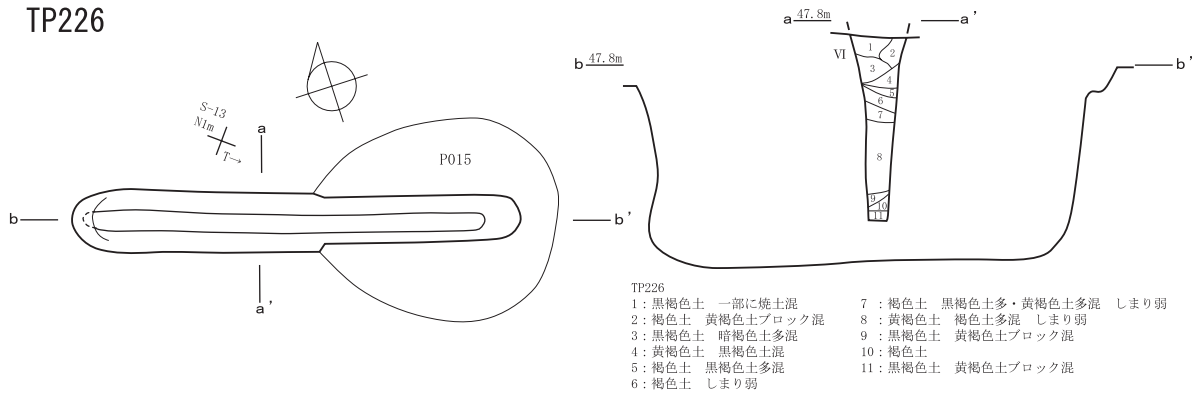 TP226
a 47.8m a'
b 47.8m b'
Ⅵ
1
2
3
4
5
6
7
8
9
10
11
S-13
N1m
T→
a
P015
b b'
a'
TP226
1：黒褐色土　一部に焼土混
2：褐色土　黄褐色土ブロック混
3：黒褐色土　暗褐色土多混
4：黄褐色土　黒褐色土混
5：褐色土　黒褐色土多混
6：褐色土　しまり弱
7：褐色土　黒褐色土多・黄褐色土多混　しまり弱
8：黄褐色土　褐色土多混　しまり弱
9：黒褐色土　黄褐色土ブロック混
10：褐色土
11：黒褐色土　黄褐色土ブロック混